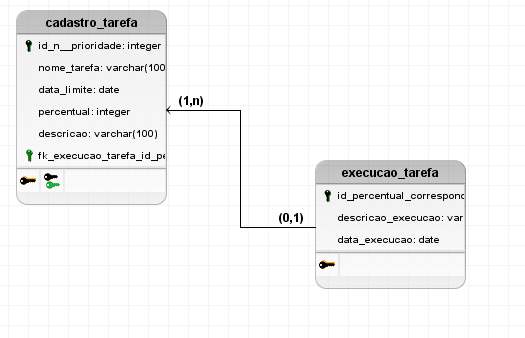 cadastro_tarefa
id_n__prioridade: integer
nome_tarefa: varchar(100
data_limite: date
percentual: integer
descricao: varchar(100)
fk_execucao_tarefa_id_pe
(1,n)
(0,1)
execucao_tarefa
id_percentual_correspond
descricao_execucao: var
data_execucao: date